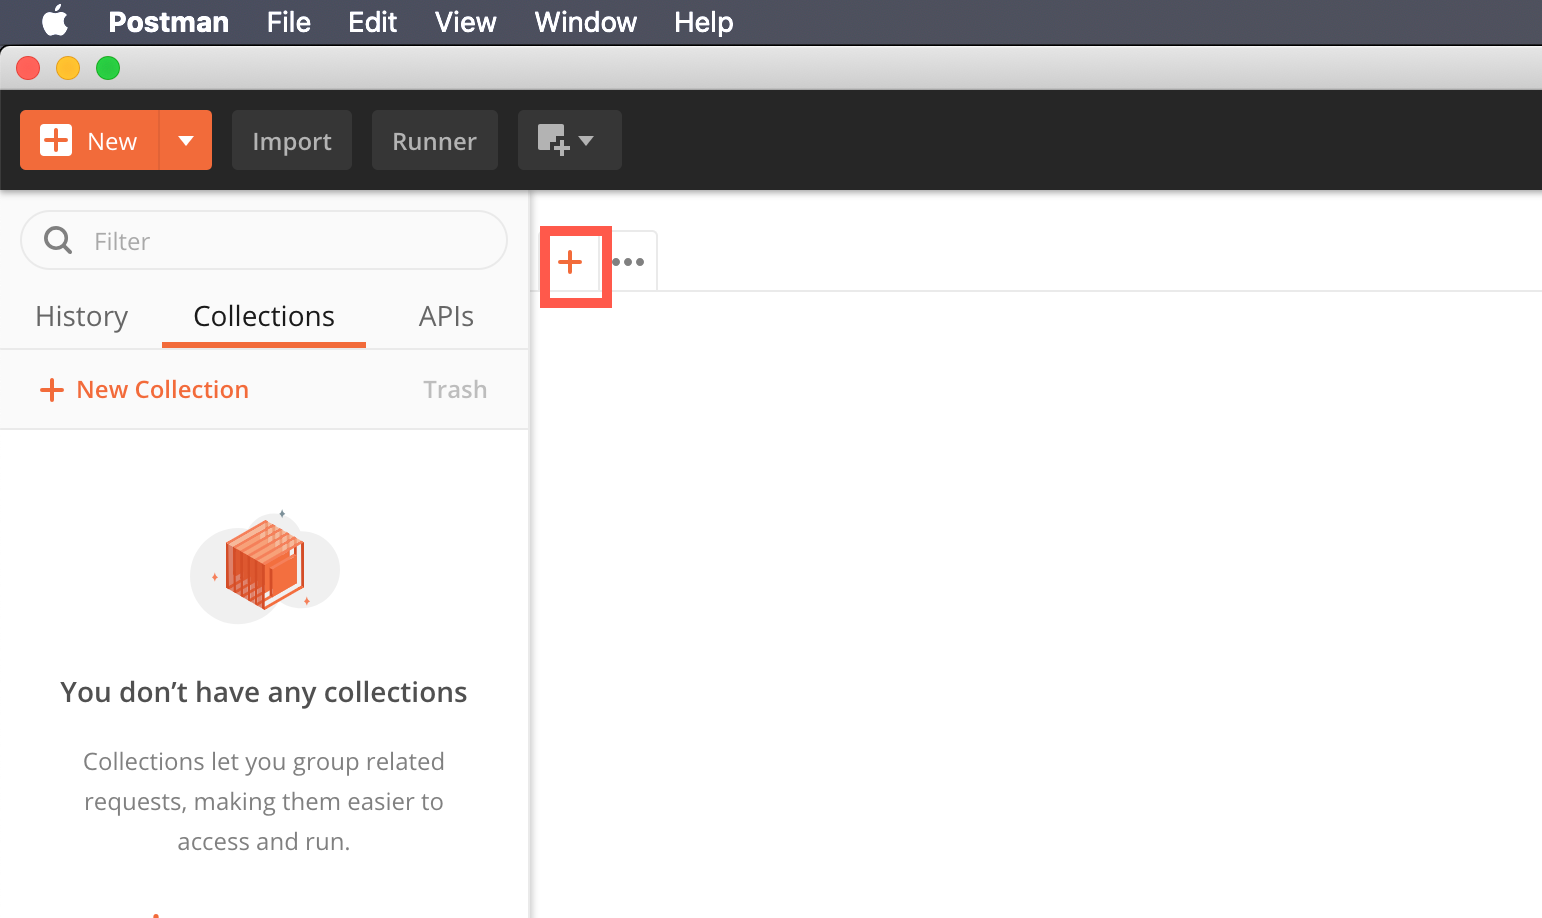 Postman File Edit View Window Help
New Import Runner
Filter
History Collections APIs
New Collection Trash
You don’t have any collections
Collections let you group related
requests, making them easier to
access and run.